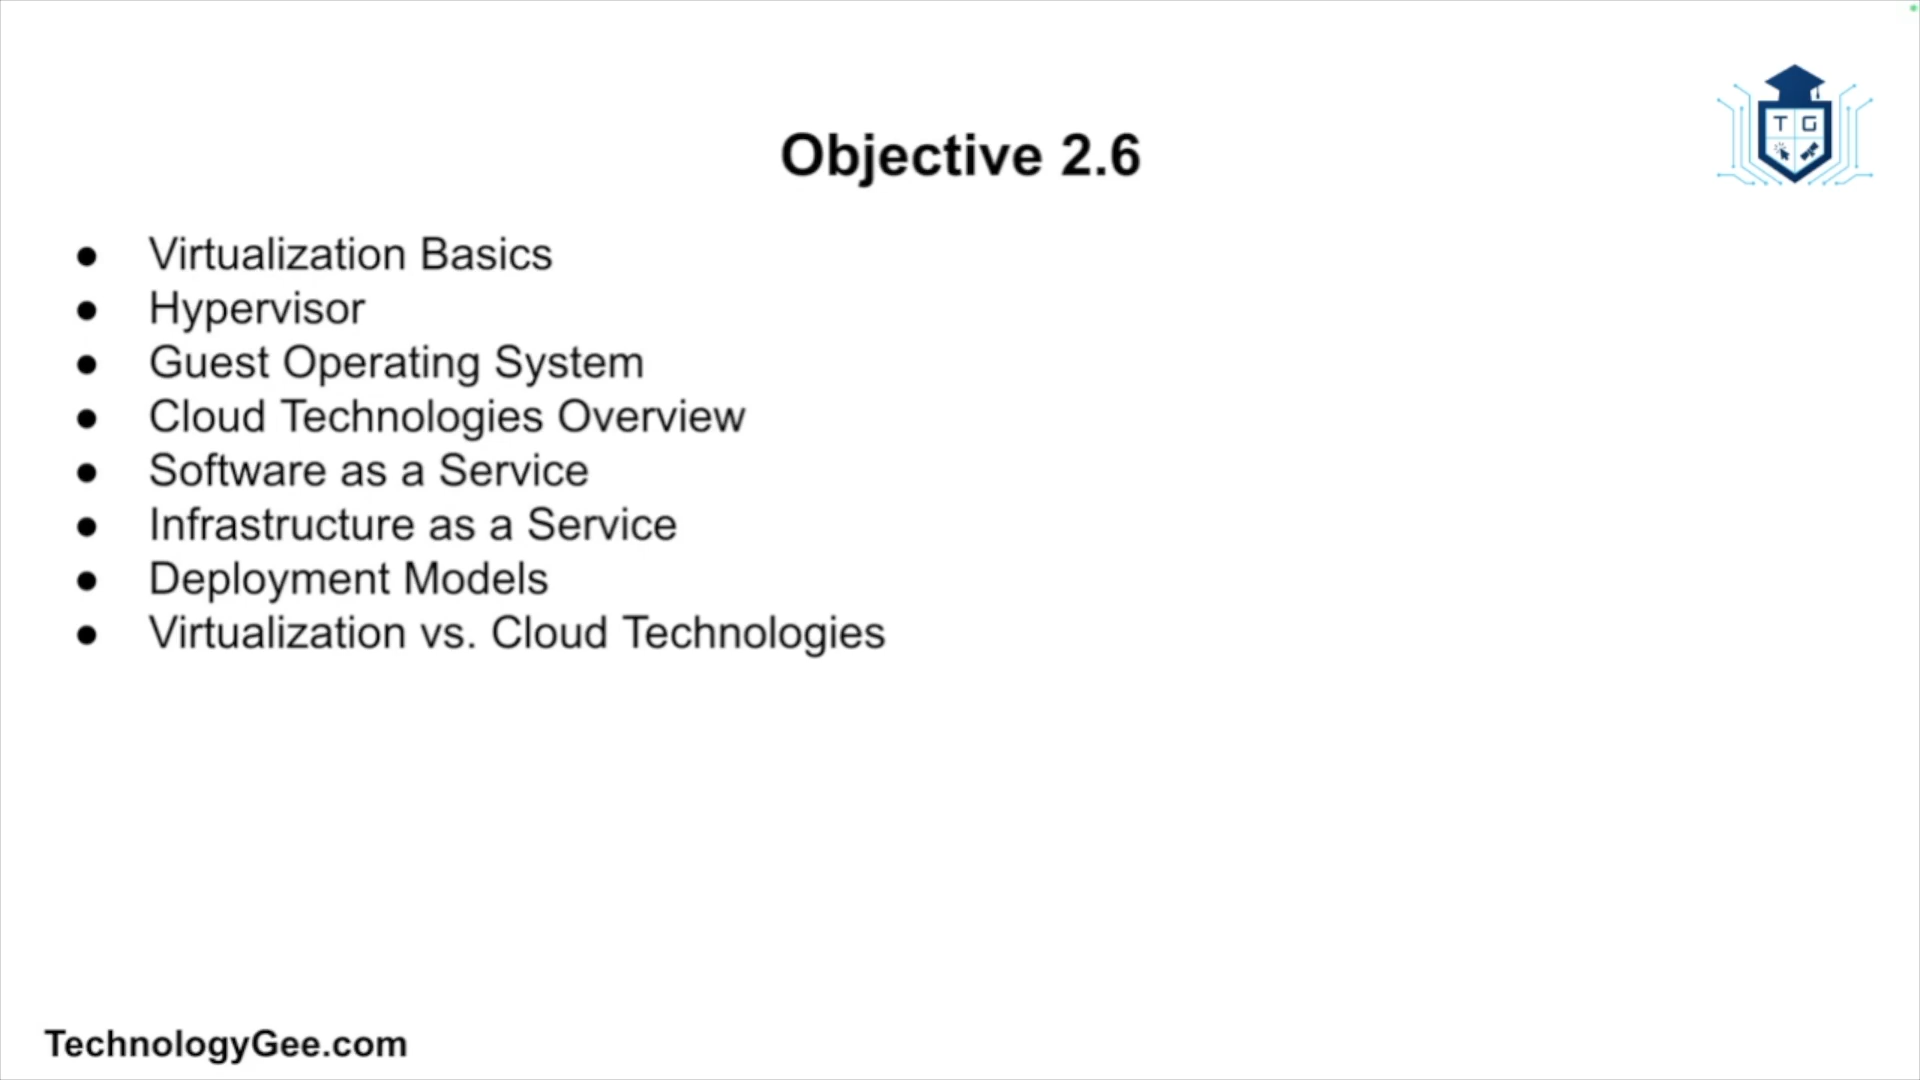 T G
Objective 2.6
● Virtualization Basics
● Hypervisor
● Guest Operating System
● Cloud Technologies Overview
● Software as a Service
● Infrastructure as a Service
● Deployment Models
● Virtualization vs. Cloud Technologies
TechnologyGee.com